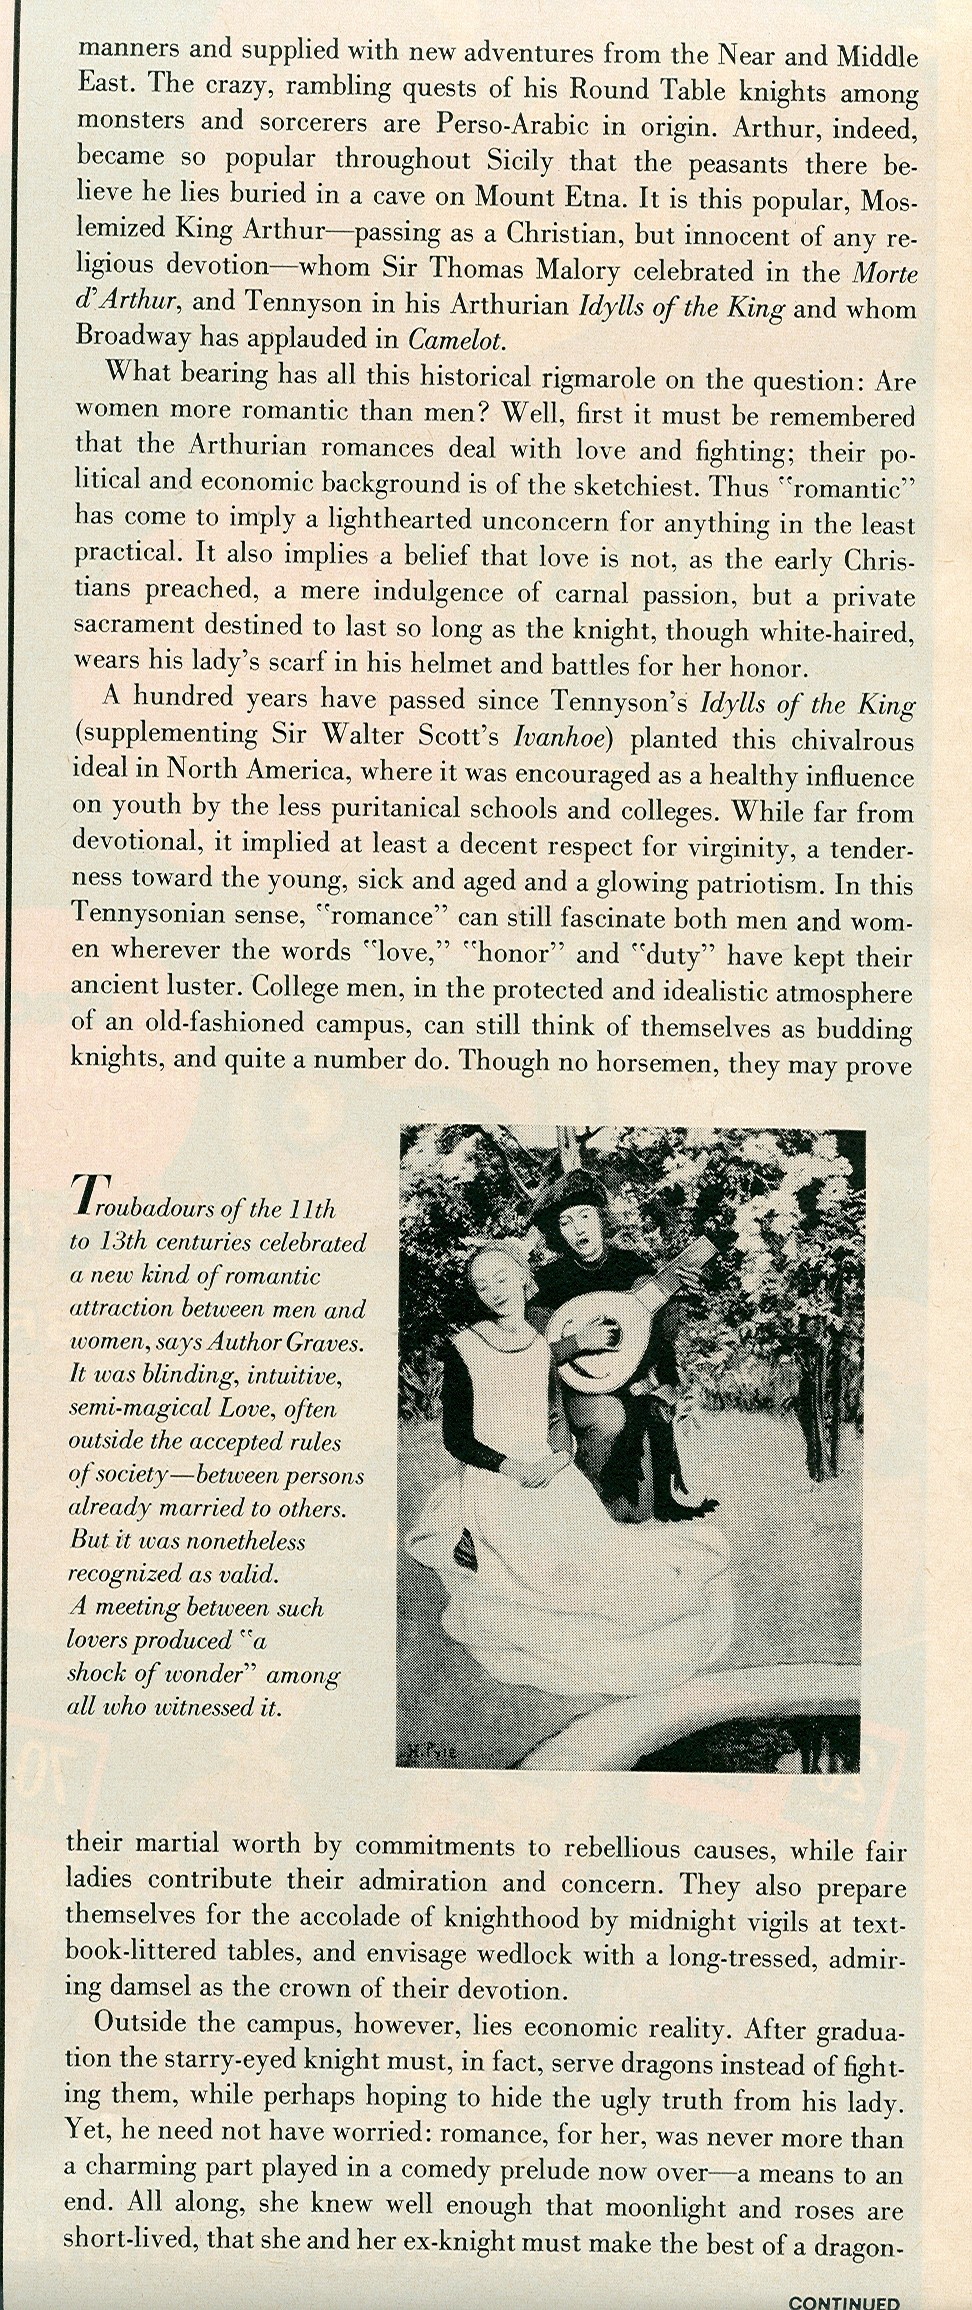 manners and supplied with new adventures from the Near and Middle
East. The crazy, rambling quests of his Round Table knights among
monsters and sorcerers are Perso-Arabic in origin. Arthur, indeed,
became so popular throughout Sicily that the peasants there be-
lieve he lies buried in a cave on Mount Etna. It is this popular, Mos-
lemized King Arthur—passing as a Christian, but innocent of any re-
ligious devotion—whom Sir Thomas Malory celebrated in the Morte
d'Arthur, and Tennyson in his Arthurian Idylls of the King and whom
Broadway has applauded in Camelot.
What bearing has all this historical rigmarole on the question: Are
women more romantic than men? Well, first it must be remembered
that the Arthurian romances deal with love and fighting; their po-
litical and economic background is of the sketchiest. Thus "romantic"
has come to imply a lighthearted unconcern for anything in the least
practical. It also implies a belief that love is not, as the early Chris-
tians preached, a mere indulgence of carnal passion, but a private
sacrament destined to last so long as the knight, though white-haired,
wears his lady's scarf in his helmet and battles for her honor.
A hundred years have passed since Tennyson's Idylls of the King
(supplementing Sir Walter Scott's Ivanhoe) planted this chivalrous
ideal in North America, where it was encouraged as a healthy influence
on youth by the less puritanical schools and colleges. While far from
devotional, it implied at least a decent respect for virginity, a tender-
ness toward the young, sick and aged and a glowing patriotism. In this
Tennysonian sense, "romance" can still fascinate both men and wom-
en wherever the words "love," "honor" and "duty" have kept their
ancient luster. College men, in the protected and idealistic atmosphere
of an old-fashioned campus, can still think of themselves as budding
knights, and quite a number do. Though no horsemen, they may prove
Troubadours of the 11th
to 13th centuries celebrated
a new kind of romantic
attraction between men and
women, says Author Graves.
It was blinding, intuitive,
semi-magical Love, often
outside the accepted rules
of society—between persons
already married to others.
But it was nonetheless
recognized as valid.
A meeting between such
lovers produced "a
shock of wonder" among
all who witnessed it.
H. Pyle
their martial worth by commitments to rebellious causes, while fair
ladies contribute their admiration and concern. They also prepare
themselves for the accolade of knighthood by midnight vigils at text-
book-littered tables, and envisage wedlock with a long-tressed, admir-
ing damsel as the crown of their devotion.
Outside the campus, however, lies economic reality. After gradua-
tion the starry-eyed knight must, in fact, serve dragons instead of fight-
ing them, while perhaps hoping to hide the ugly truth from his lady.
Yet, he need not have worried: romance, for her, was never more than
a charming part played in a comedy prelude now over—a means to an
end. All along, she knew well enough that moonlight and roses are
short-lived, that she and her ex-knight must make the best of a dragon-
CONTINUED